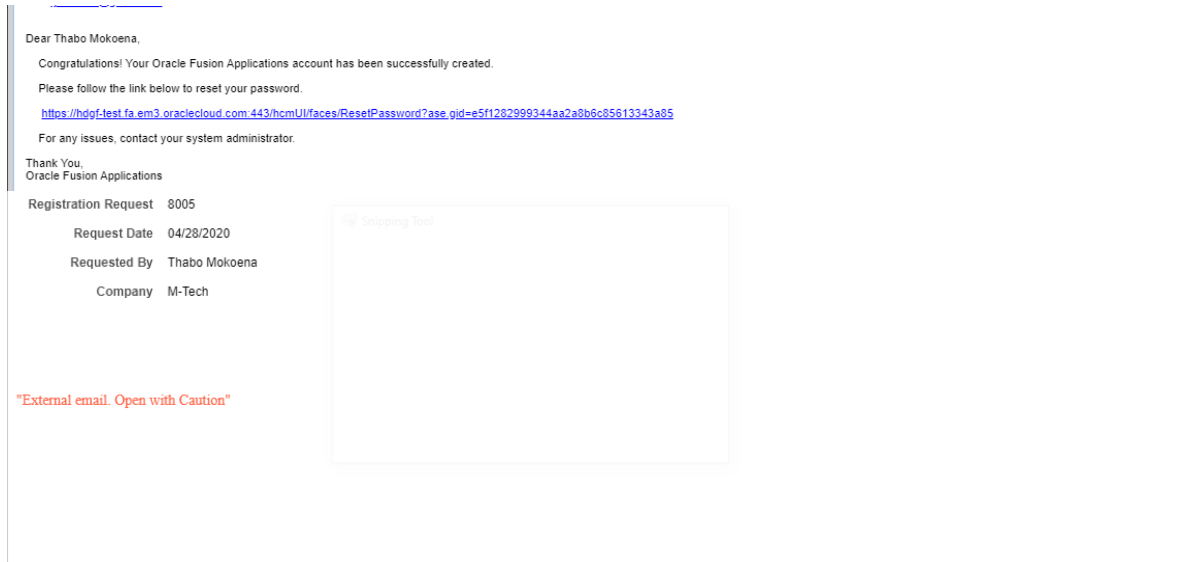 Dear Thabo Mokoena,
Congratulations! Your Oracle Fusion Applications account has been successfully created.
Please follow the link below to reset your password.
https://hdgf-test.fa.em3.oraclecloud.com:443/hcmUI/faces/ResetPassword?ase.gid=e5f1282999344aa2a8b6c85613343a85
For any issues, contact your system administrator.
Thank You,
Oracle Fusion Applications
Registration Request 8005
Snipping Tool
Request Date 04/28/2020
Requested By Thabo Mokoena
Company M-Tech
"External email. Open with Caution"